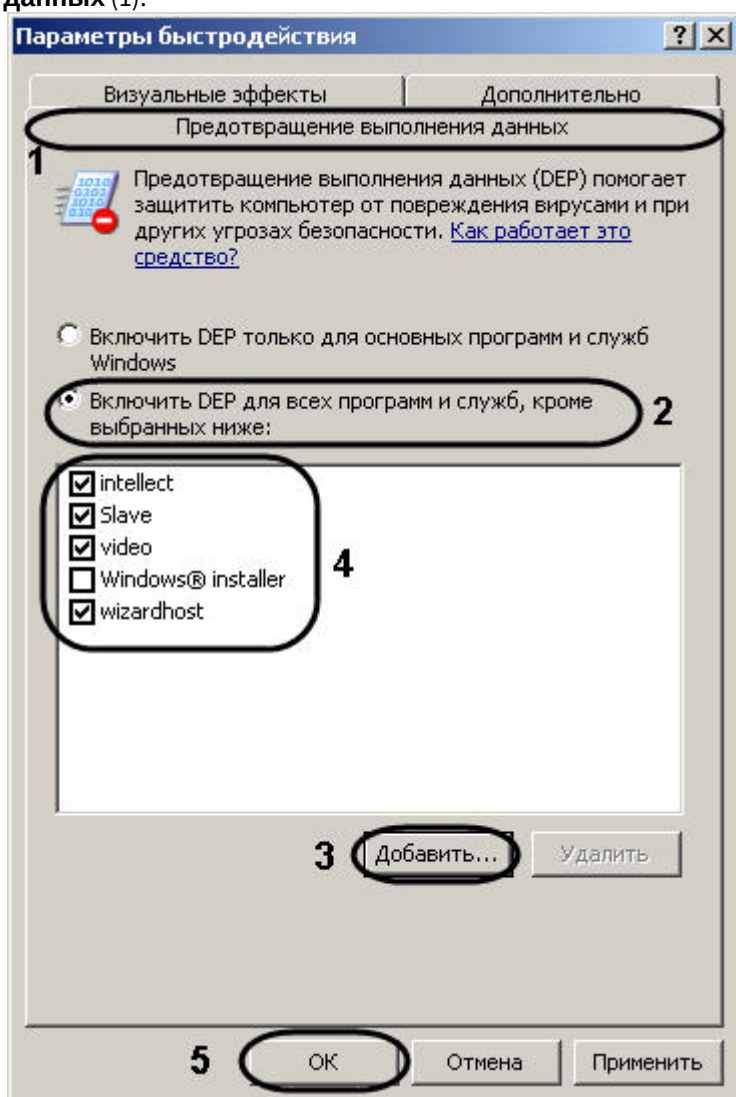 данных (1).
Параметры быстродействия
Визуальные эффекты
Дополнительно
Предотвращение выполнения данных
1
Предотвращение выполнения данных (DEP) помогает
защитить компьютер от повреждения вирусами и при
других угрозах безопасности. Как работает это
средство?
Включить DEP только для основных программ и служб
Windows
Включить DEP для всех программ и служб, кроме
выбранных ниже:
2
intellect
Slave
video
Windows® installer
wizardhost
4
3
Добавить...
Удалить
5
ОК
Отмена
Применить